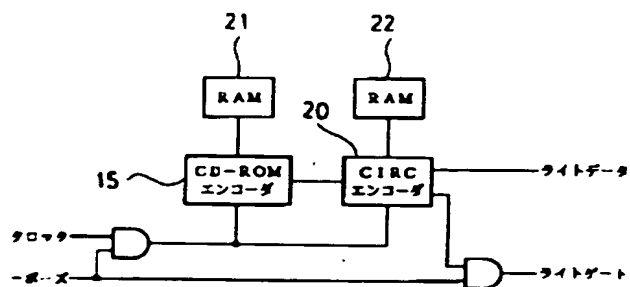 21
22
RAM
RAM
20
15
CD-ROM
エンコーダ
CIRC
エンコーダ
ライトデータ
クロック
ポーズ
ライトゲート